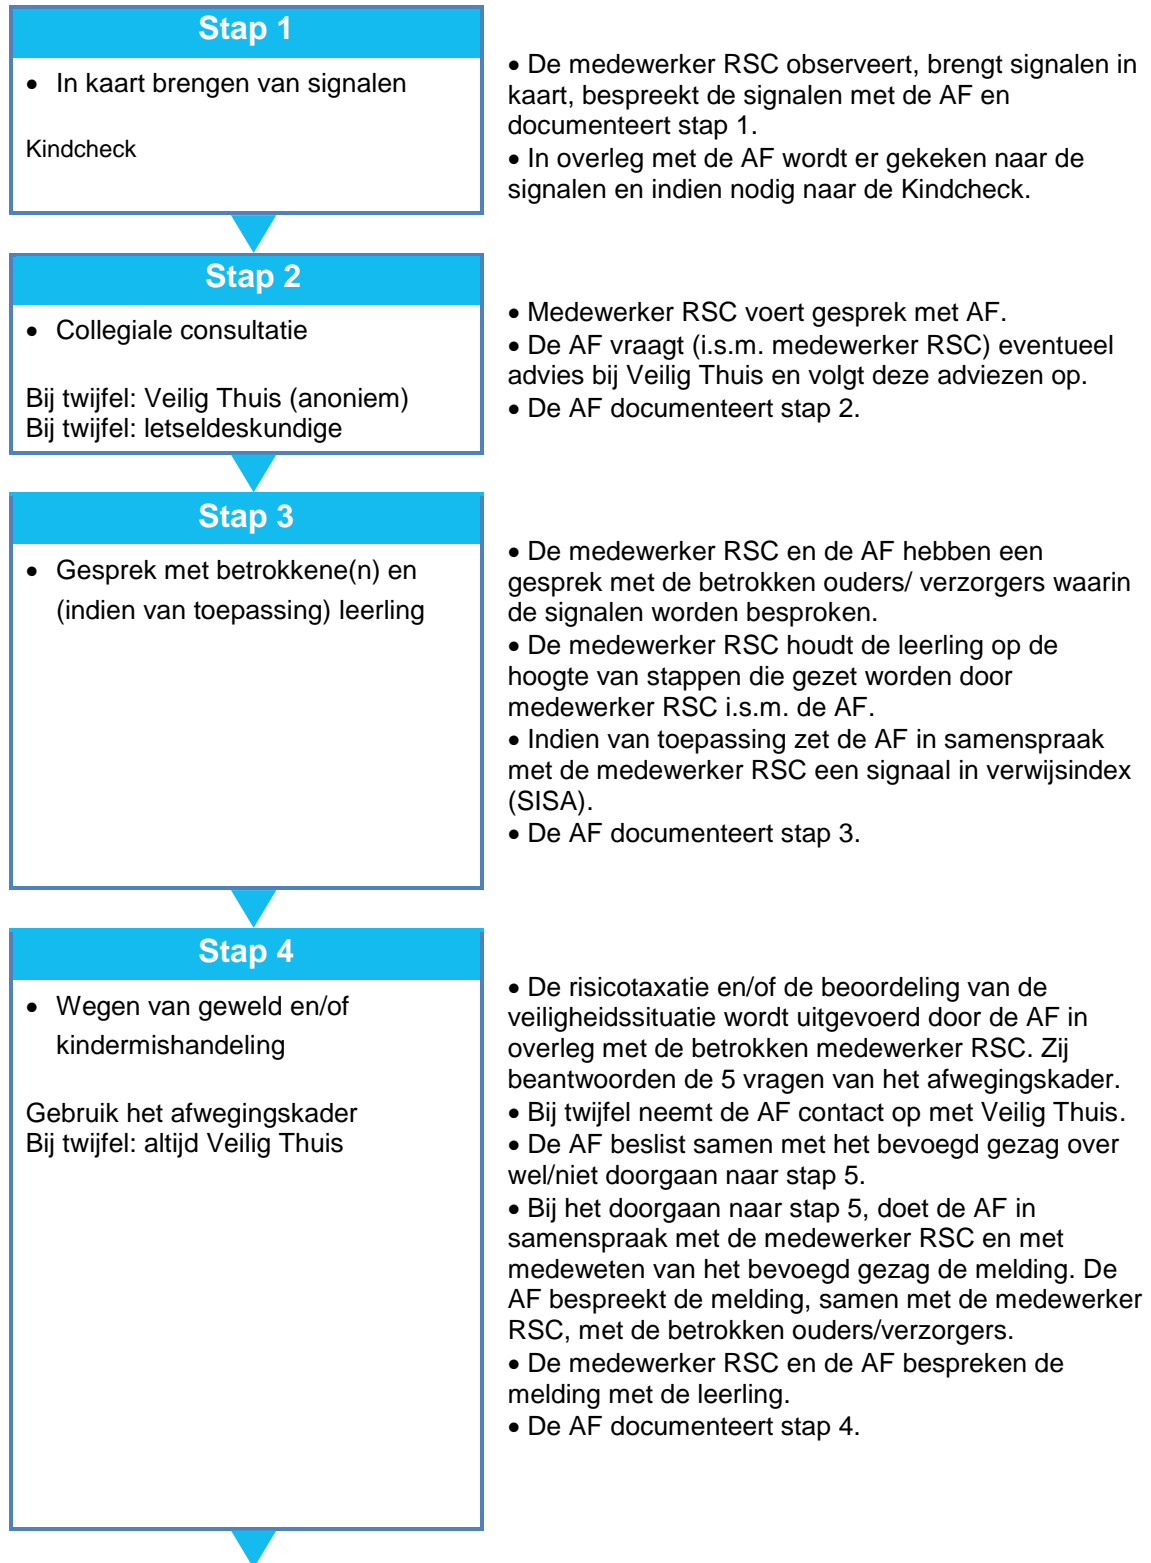 Stap 1
• In kaart brengen van signalen
Kindcheck
• De medewerker RSC observeert, brengt signalen in
kaart, bespreekt de signalen met de AF en
documenteert stap 1.
• In overleg met de AF wordt er gekeken naar de
signalen en indien nodig naar de Kindcheck.
Stap 2
• Collegiale consultatie
Bij twijfel: Veilig Thuis (anoniem)
Bij twijfel: letseldeskundige
• Medewerker RSC voert gesprek met AF.
• De AF vraagt (i.s.m. medewerker RSC) eventueel
advies bij Veilig Thuis en volgt deze adviezen op.
• De AF documenteert stap 2.
Stap 3
• Gesprek met betrokkene(n) en
(indien van toepassing) leerling
• De medewerker RSC en de AF hebben een
gesprek met de betrokken ouders/ verzorgers waarin
de signalen worden besproken.
• De medewerker RSC houdt de leerling op de
hoogte van stappen die gezet worden door
medewerker RSC i.s.m. de AF.
• Indien van toepassing zet de AF in samenspraak
met de medewerker RSC een signaal in verwijsindex
(SISA).
• De AF documenteert stap 3.
Stap 4
• Wegen van geweld en/of
kindermishandeling
Gebruik het afwegingskader
Bij twijfel: altijd Veilig Thuis
• De risicotaxatie en/of de beoordeling van de
veiligheidssituatie wordt uitgevoerd door de AF in
overleg met de betrokken medewerker RSC. Zij
beantwoorden de 5 vragen van het afwegingskader.
• Bij twijfel neemt de AF contact op met Veilig Thuis.
• De AF beslist samen met het bevoegd gezag over
wel/niet doorgaan naar stap 5.
• Bij het doorgaan naar stap 5, doet de AF in
samenspraak met de medewerker RSC en met
medeweten van het bevoegd gezag de melding. De
AF bespreekt de melding, samen met de medewerker
RSC, met de betrokken ouders/verzorgers.
• De medewerker RSC en de AF bespreken de
melding met de leerling.
• De AF documenteert stap 4.